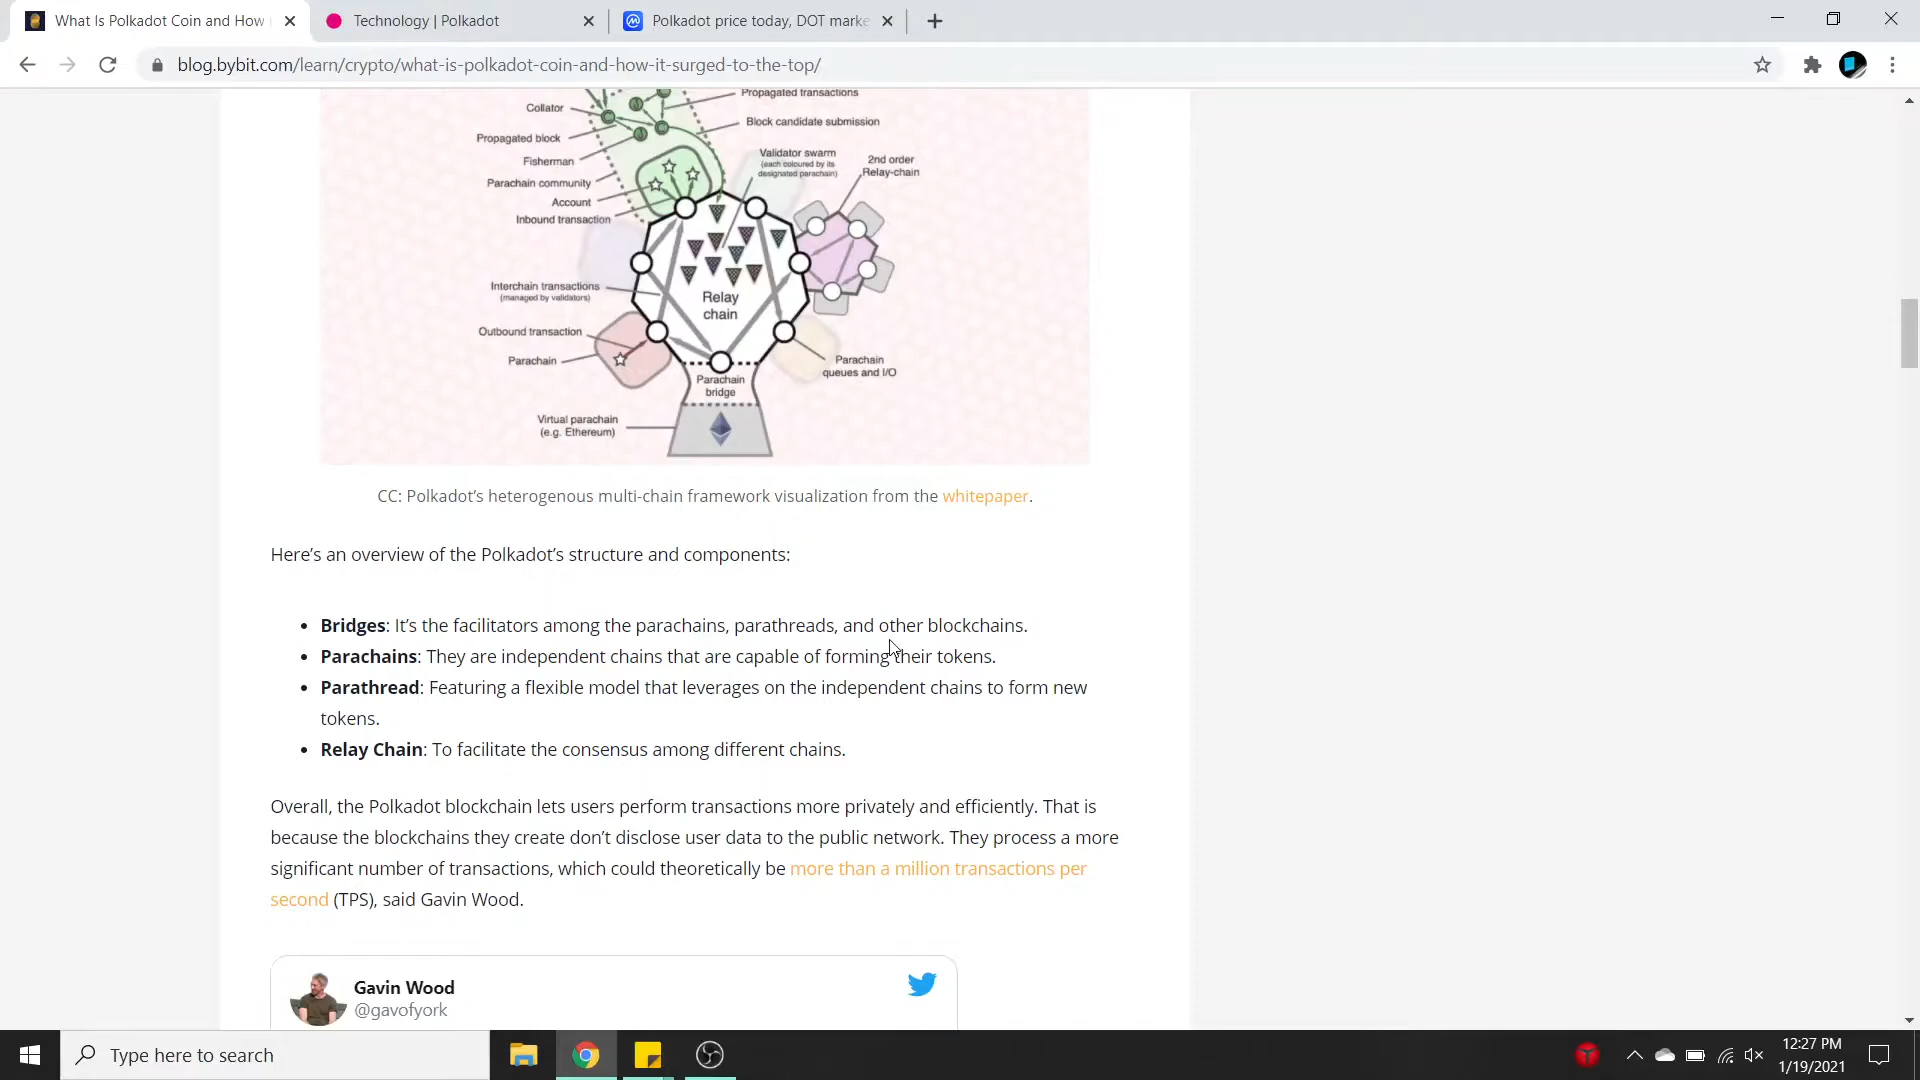 What Is Polkadot Coin and How
Technology | Polkadot
Polkadot price today, DOT marke
blog.bybit.com/learn/crypto/what-is-polkadot-coin-and-how-it-surged-to-the-top/
Propagated transactions
Collator
Block candidate submission
Propagated block
Validator swarm
(each coloured by its
designated parachain)
2nd order
Relay-chain
Fisherman
Parachain community
Account
Inbound transaction
Interchain transactions
(managed by validators)
Relay
chain
Outbound transaction
Parachain
Parachain
queues and I/O
Parachain
bridge
Virtual parachain
(e.g. Ethereum)
CC: Polkadot’s heterogenous multi-chain framework visualization from the whitepaper.
Here’s an overview of the Polkadot’s structure and components:
• Bridges: It’s the facilitators among the parachains, parathreads, and other blockchains.
• Parachains: They are independent chains that are capable of forming their tokens.
• Parathread: Featuring a flexible model that leverages on the independent chains to form new
tokens.
• Relay Chain: To facilitate the consensus among different chains.
Overall, the Polkadot blockchain lets users perform transactions more privately and efficiently. That is
because the blockchains they create don’t disclose user data to the public network. They process a more
significant number of transactions, which could theoretically be more than a million transactions per
second (TPS), said Gavin Wood.
Gavin Wood
@gavofyork
Type here to search
12:27 PM
1/19/2021